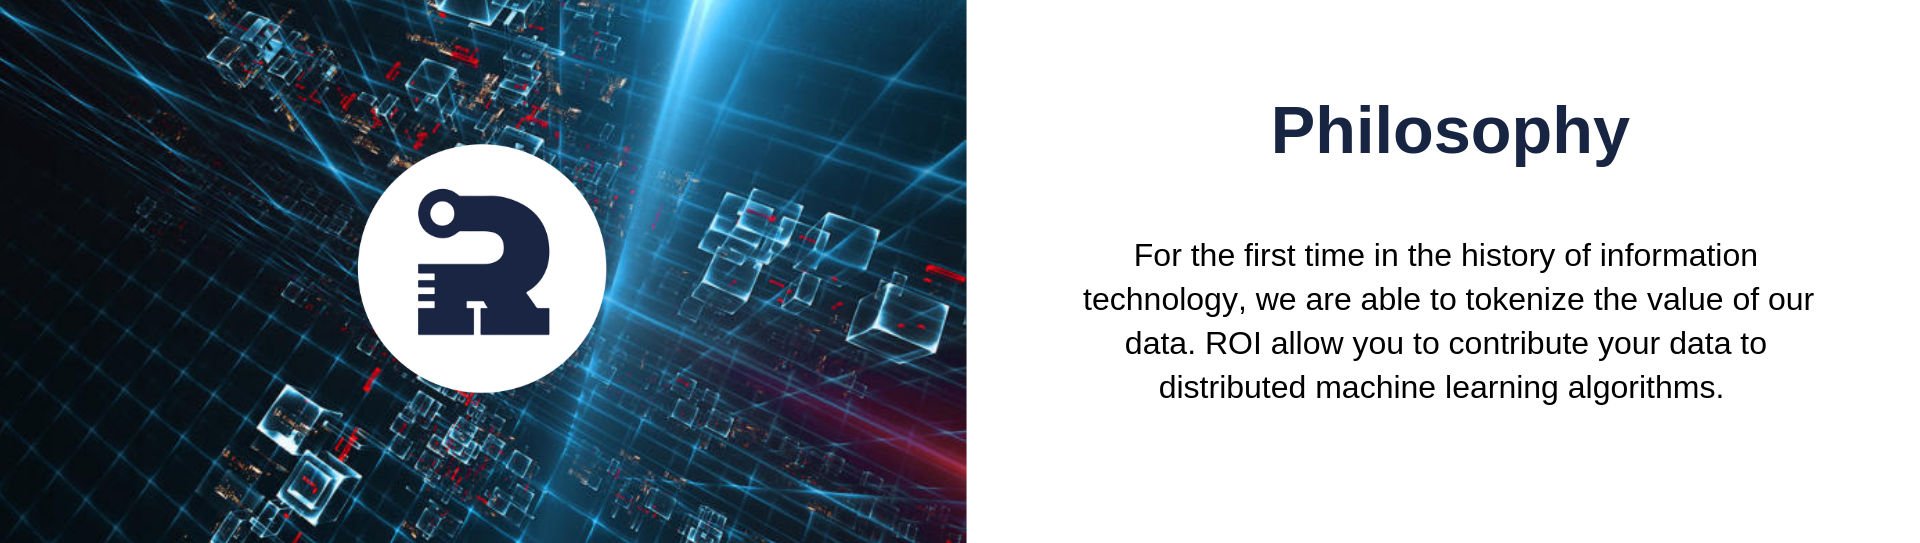 Philosophy
For the first time in the history of information
technology, we are able to tokenize the value of our
data. ROI allow you to contribute your data to
distributed machine learning algorithms.